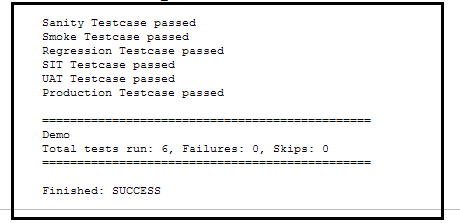 Sanity Testcase passed
Smoke Testcase passed
Regression Testcase passed
SIT Testcase passed
UAT Testcase passed
Production Testcase passed
===============================================
Demo
Total tests run: 6, Failures: 0, Skips: 0
===============================================
Finished: SUCCESS